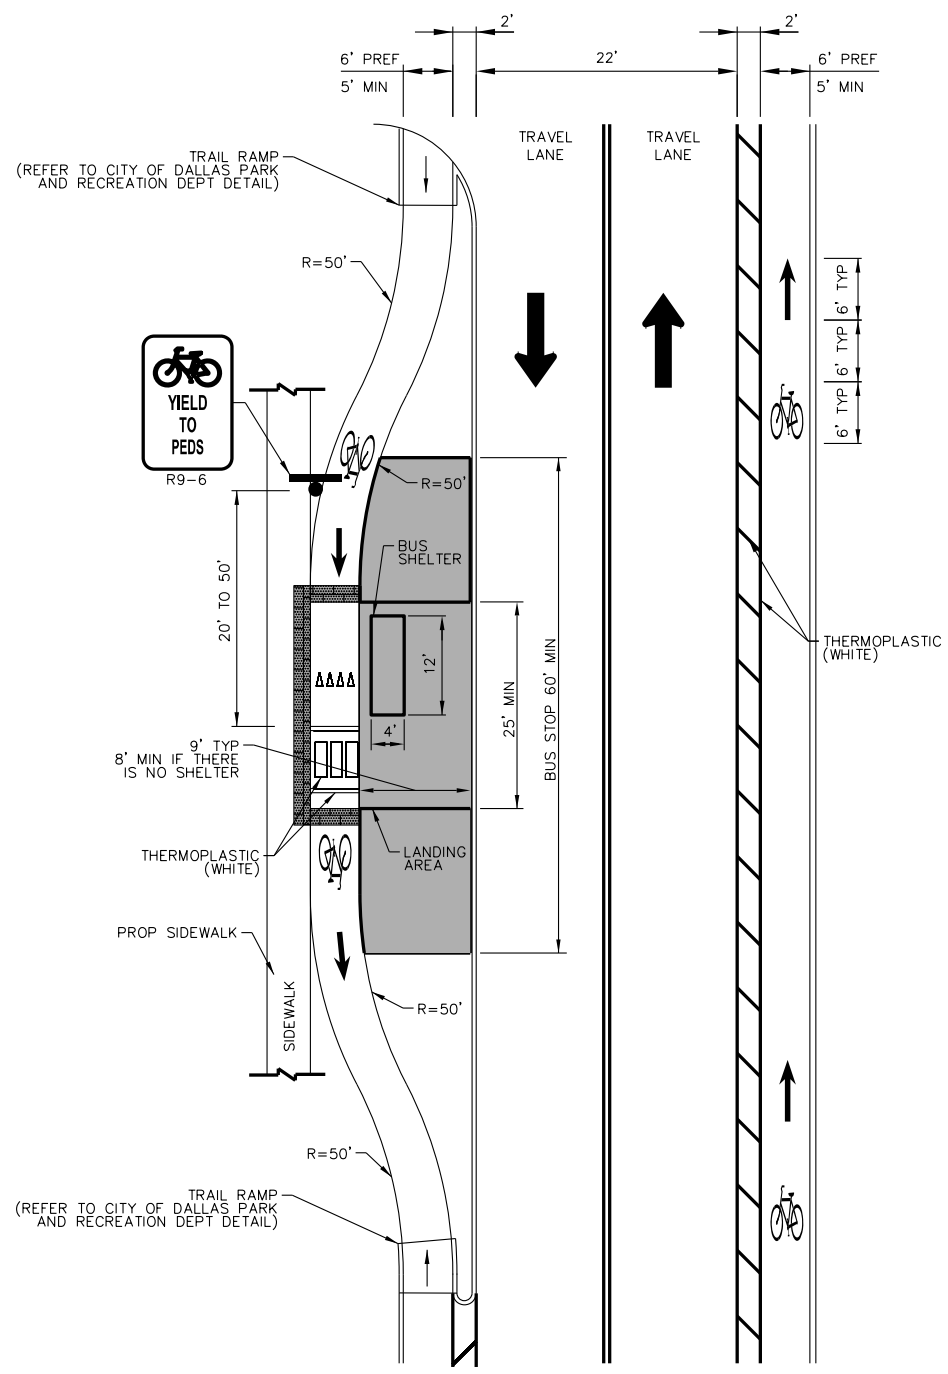 2'
2'
6' PREF
22'
6' PREF
5' MIN
5' MIN
TRAVEL
LANE
TRAVEL
LANE
TRAIL RAMP
(REFER TO CITY OF DALLAS PARK
AND RECREATION DEPT DETAIL)
R=50'
6' TYP
6' TYP
6' TYP
YIELD
TO
PEDS
R9-6
R=50'
BUS
SHELTER
20' TO 50'
12'
4'
25' MIN
BUS STOP 60' MIN
THERMOPLASTIC
(WHITE)
9' TYP
8' MIN IF THERE
IS NO SHELTER
THERMOPLASTIC
(WHITE)
LANDING
AREA
PROP SIDEWALK
SIDEWALK
R=50'
R=50'
TRAIL RAMP
(REFER TO CITY OF DALLAS PARK
AND RECREATION DEPT DETAIL)